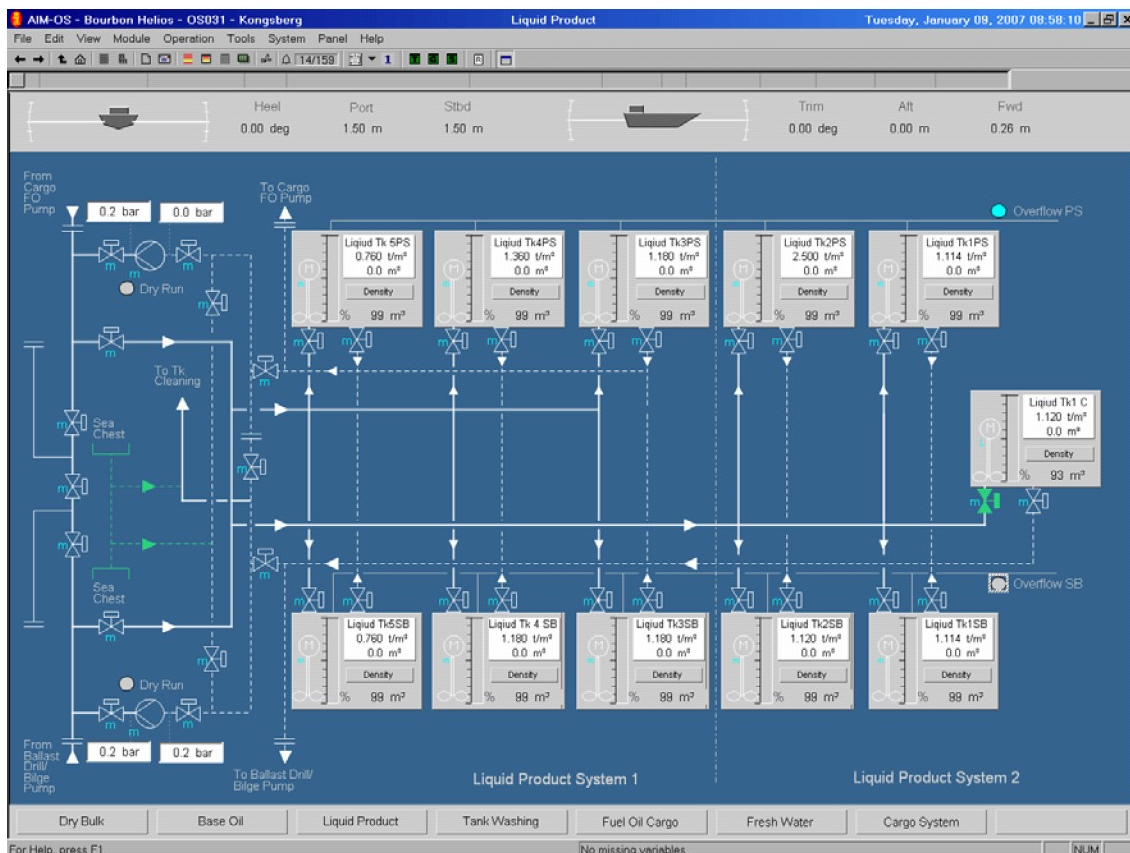 AIM-OS - Bourbon Helios - OS031 - Kongsberg Liquid Product Tuesday, January 09, 2007 08:58:10
File Edit View Module Operation Tools System Panel Help
14/159 1
Heel Port Stbd Trim Aft Fwd
0.00 deg 1.50 m 1.50 m 0.00 deg 0.00 m 0.26 m
From
Cargo
FO
Pump
0.2 bar 0.0 bar
To Cargo
FO Pump
Overflow PS
m m m
Dry Run
Liqiud Tk 5PS
0.760 t/m³
0.0 m³
Density
% 99 m³
Liqiud Tk4PS
1.360 t/m³
0.0 m³
Density
% 99 m³
Liqiud Tk3PS
1.180 t/m³
0.0 m³
Density
% 99 m³
Liqiud Tk2PS
2.500 t/m³
0.0 m³
Density
% 99 m³
Liqiud Tk1PS
1.114 t/m³
0.0 m³
Density
% 99 m³
To Tk
Cleaning
Sea
Chest
Liqiud Tk1 C
1.120 t/m³
0.0 m³
Density
% 93 m³
Sea
Chest
Overflow SB
Liqiud Tk5SB
0.760 t/m³
0.0 m³
Density
% 99 m³
Liqiud Tk 4 SB
1.180 t/m³
0.0 m³
Density
% 99 m³
Liqiud Tk3SB
1.180 t/m³
0.0 m³
Density
% 99 m³
Liqiud Tk2SB
1.120 t/m³
0.0 m³
Density
% 99 m³
Liqiud Tk1SB
1.114 t/m³
0.0 m³
Density
% 99 m³
Dry Run
m m
From
Ballast
Drill/
Bilge
Pump
0.2 bar 0.2 bar
To Ballast Drill/
Bilge Pump
Liquid Product System 1 Liquid Product System 2
Dry Bulk Base Oil Liquid Product Tank Washing Fuel Oil Cargo Fresh Water Cargo System
For Help, press F1 No missing variables NUM